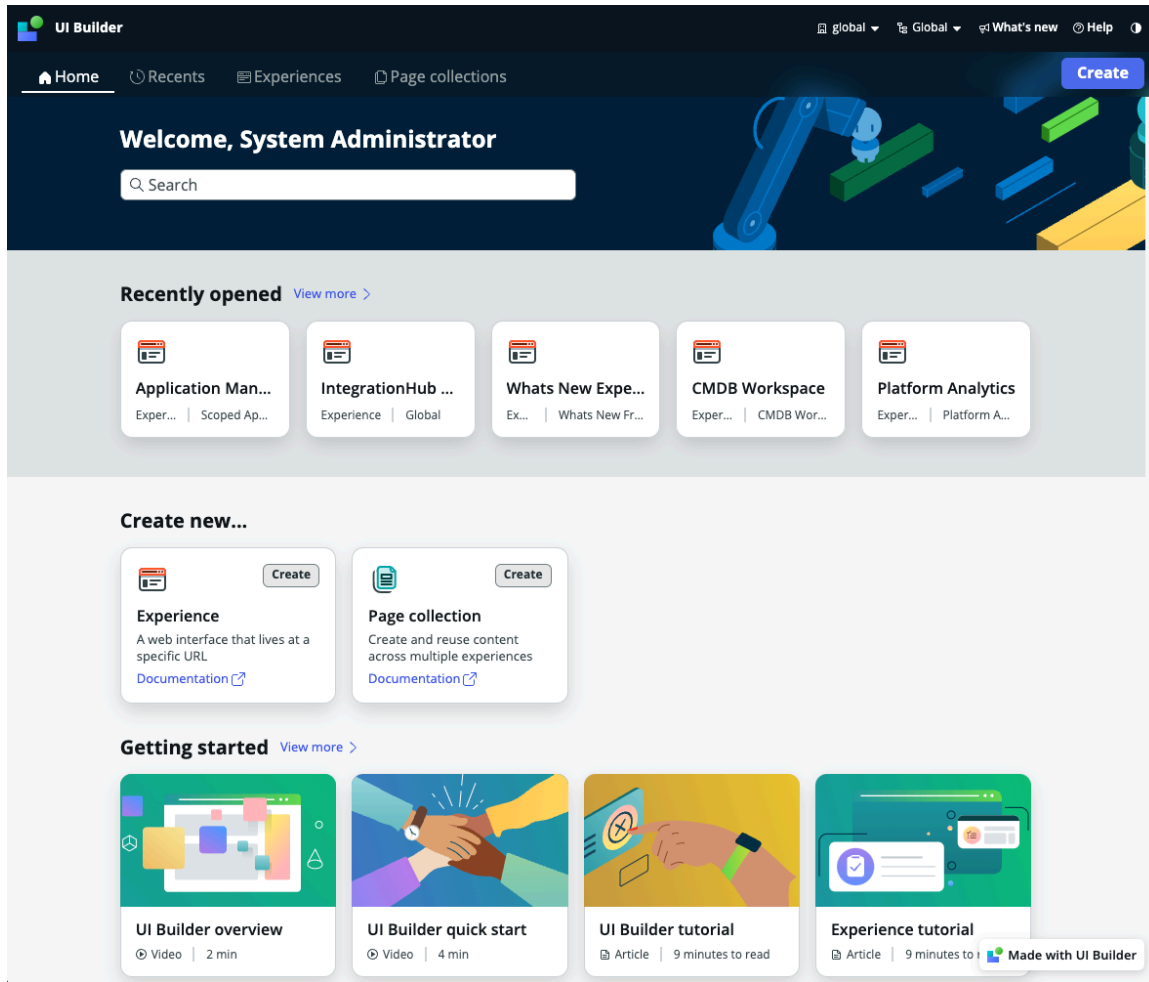 UI Builder
global
Global
What's new
Help
Home
Recents
Experiences
Page collections
Create
Welcome, System Administrator
Search
Recently opened
View more
Application Man...
Exper... | Scoped Ap...
IntegrationHub ...
Experience | Global
Whats New Expe...
Ex... | Whats New Fr...
CMDB Workspace
Exper... | CMDB Wor...
Platform Analytics
Exper... | Platform A...
Create new...
Create
Experience
A web interface that lives at a
specific URL
Documentation
Create
Page collection
Create and reuse content
across multiple experiences
Documentation
Getting started
View more
UI Builder overview
Video | 2 min
UI Builder quick start
Video | 4 min
UI Builder tutorial
Article | 9 minutes to read
Experience tutorial
Article | 9 minutes to
Made with UI Builder